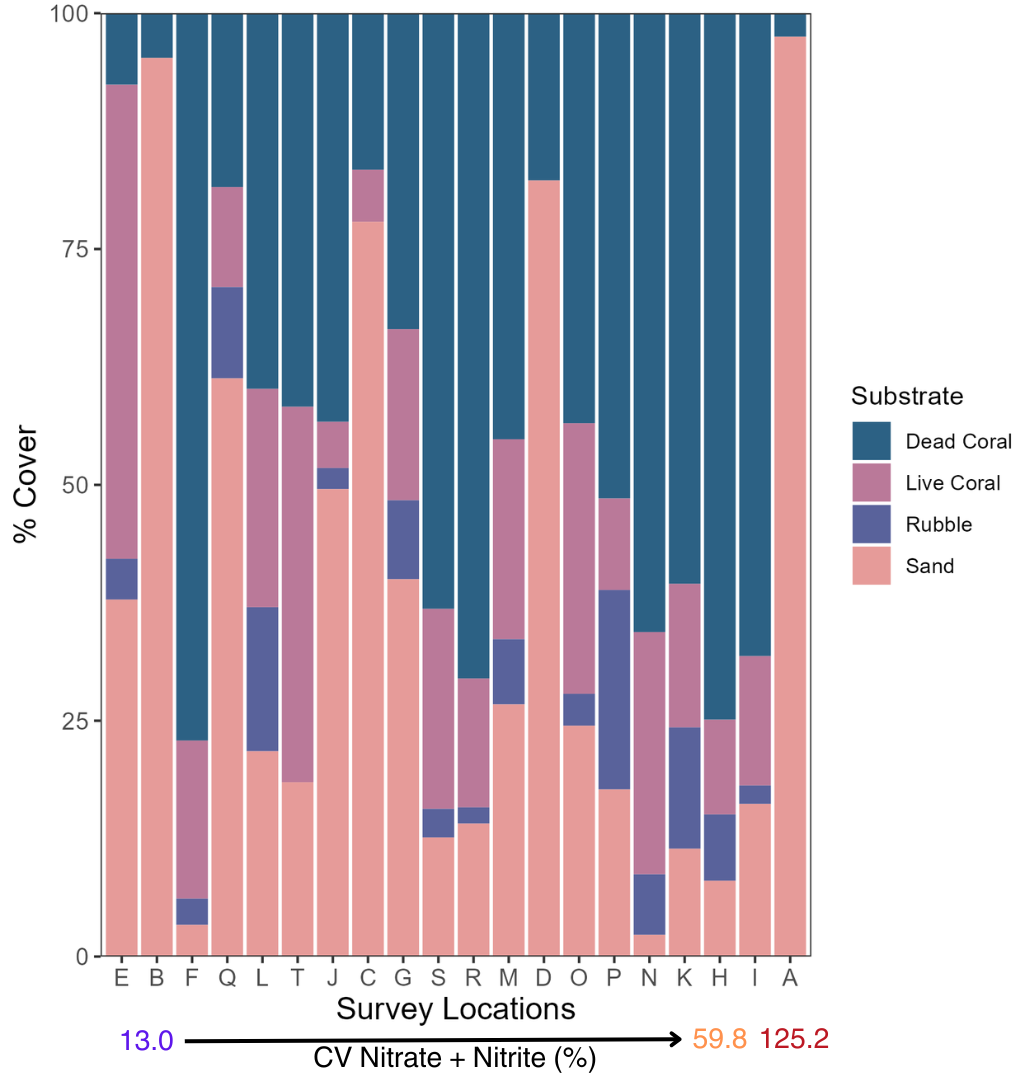 100
75
50
25
0
% Cover
E B F Q L T J C G S R M D O P N K H I A
Survey Locations
13.0 59.8 125.2
CV Nitrate + Nitrite (%)
Substrate
Dead Coral
Live Coral
Rubble
Sand